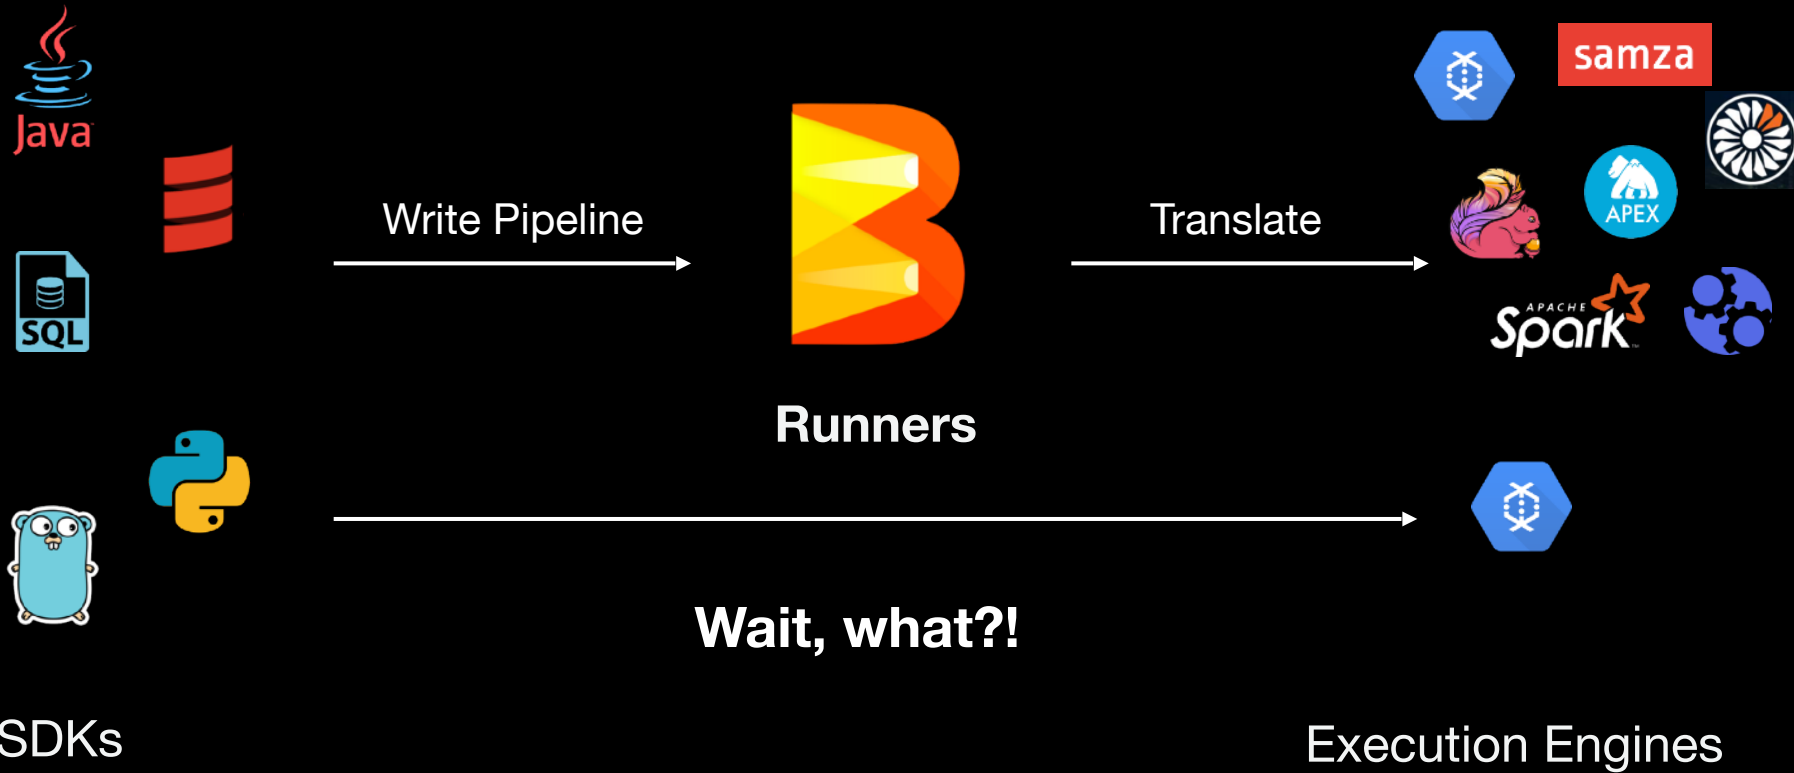 Java
samza
Write Pipeline
Translate
APEX
SQL
APACHE
Spark
Runners
Wait, what?!
SDKs
Execution Engines